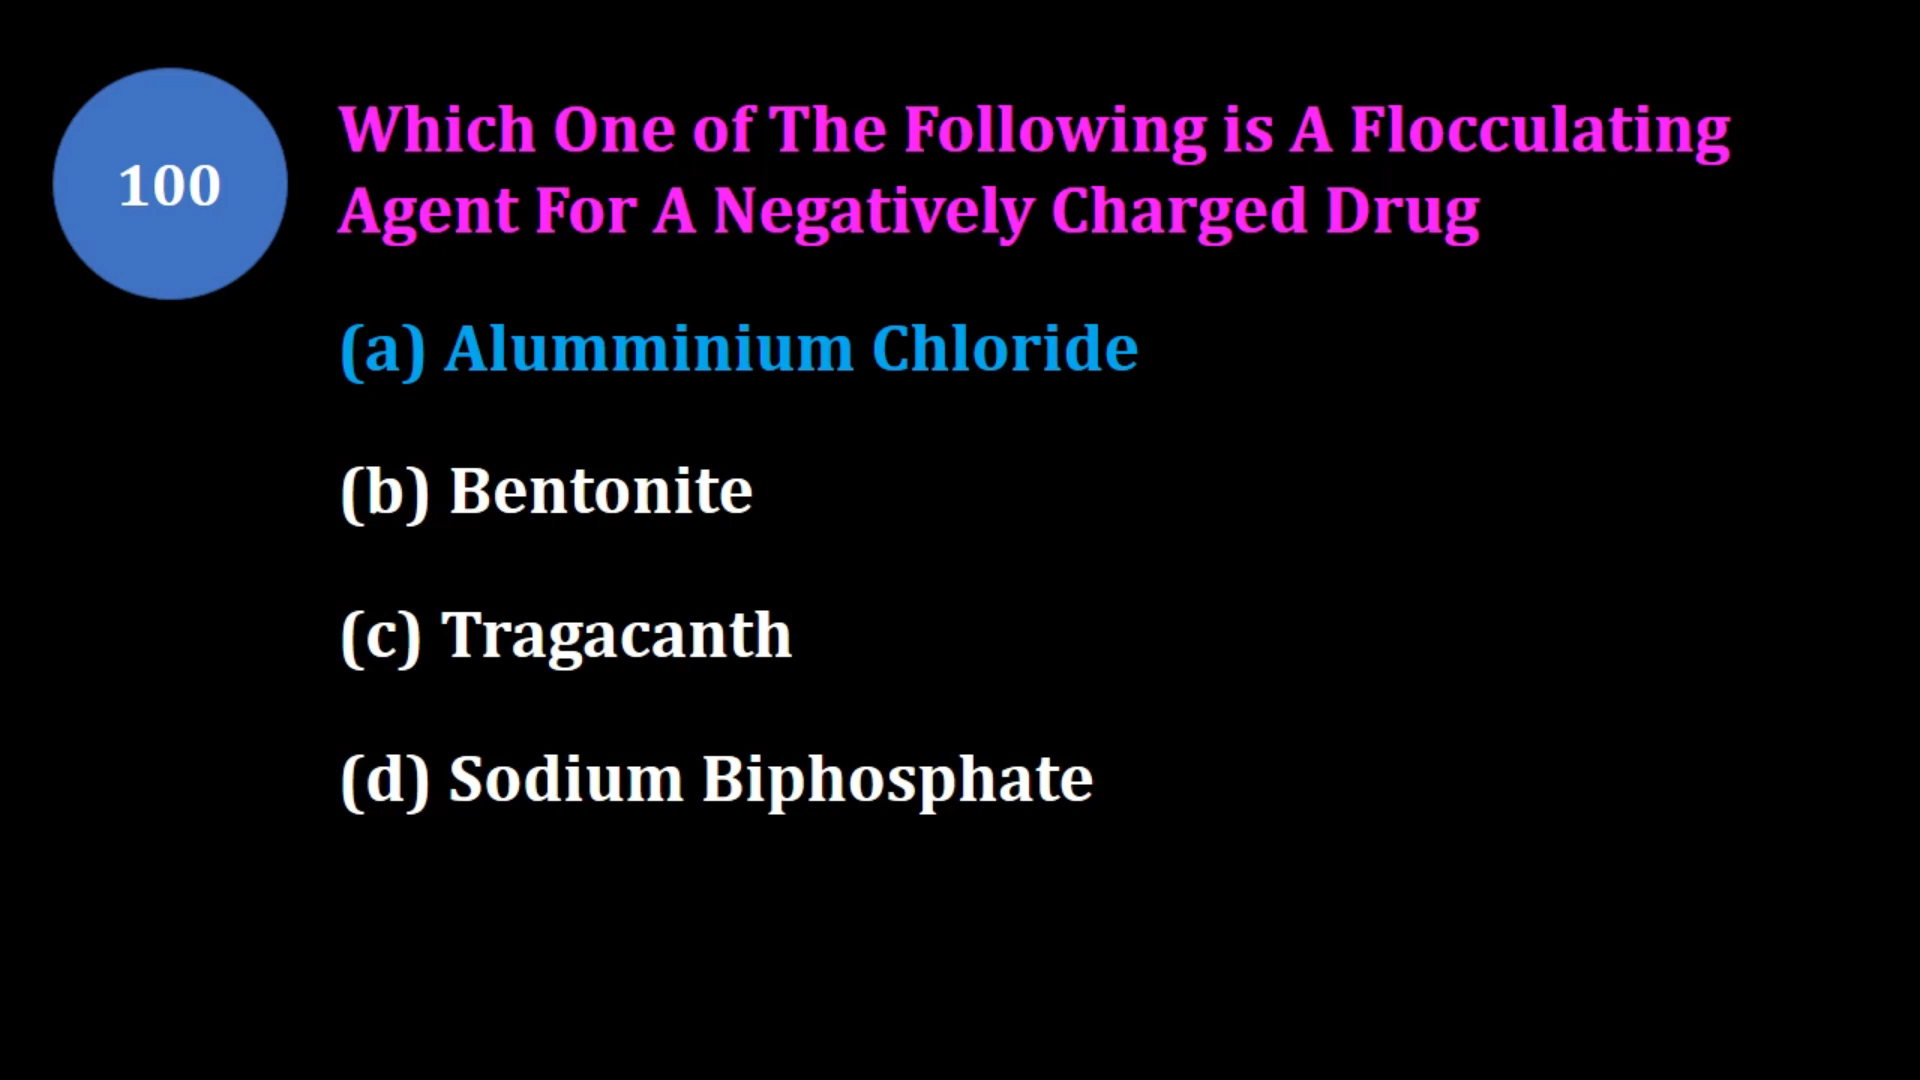 100
Which One of The Following is A Flocculating
Agent For A Negatively Charged Drug
(a) Alumminium Chloride
(b) Bentonite
(c) Tragacanth
(d) Sodium Biphosphate